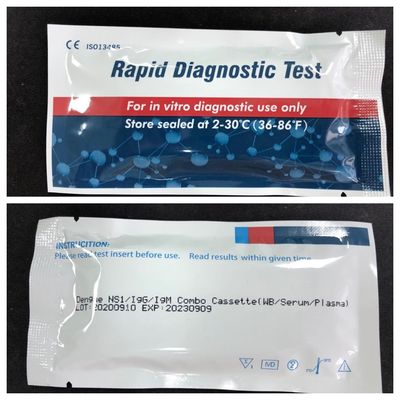 CE ISO13485
Rapid Diagnostic Test
For in vitro diagnostic use only
Store sealed at 2-30°C (36-86°F)
INSTRUCITION:
Please read test insert before use. Read results within given time.
Dengue NS1/IgG/IgM Combo Cassette(WB/Serum/Plasma)
LOT:20200910 EXP:20230909
IVD